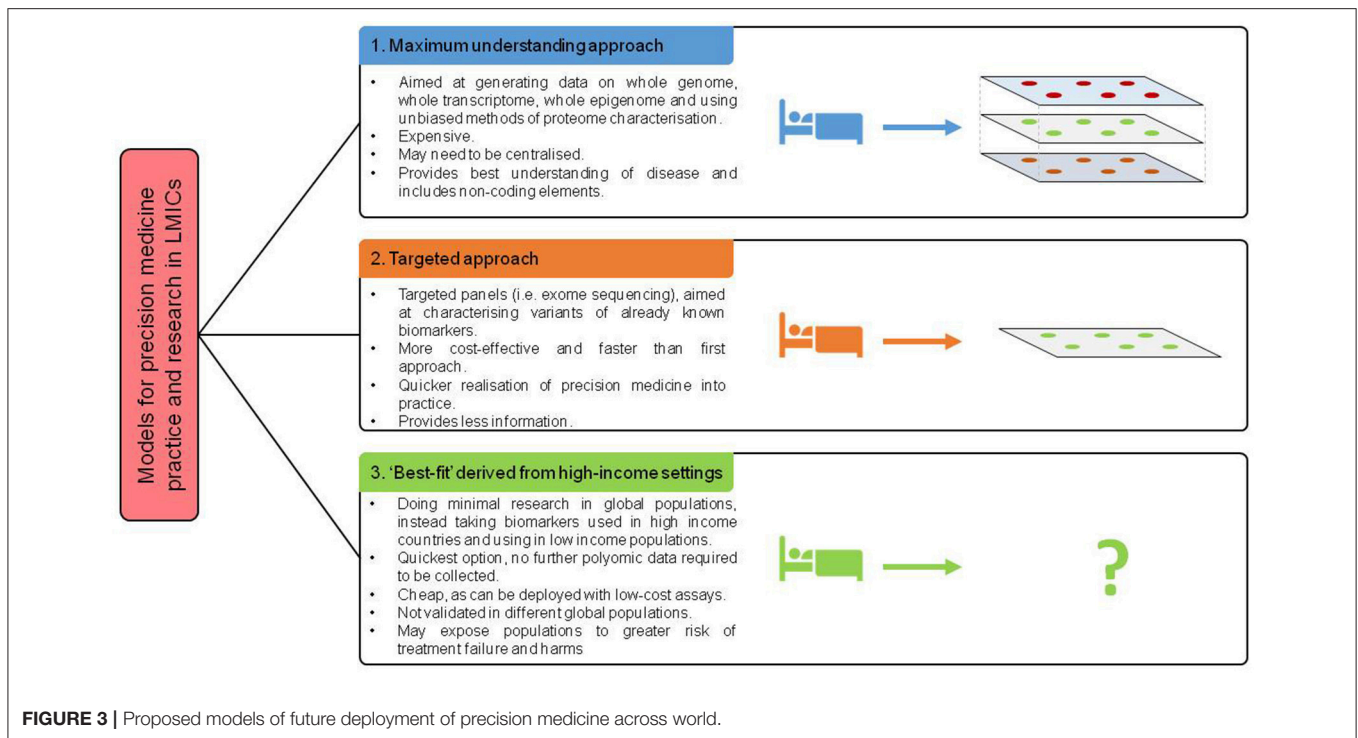 Models for precision medicine
practice and research in LMICs
1. Maximum understanding approach
• Aimed at generating data on whole genome,
whole transcriptome, whole epigenome and using
unbiased methods of proteome characterisation.
• Expensive.
• May need to be centralised.
• Provides best understanding of disease and
includes non-coding elements.
2. Targeted approach
• Targeted panels (i.e. exome sequencing), aimed
at characterising variants of already known
biomarkers.
• More cost-effective and faster than first
approach.
• Quicker realisation of precision medicine into
practice.
• Provides less information.
3. ‘Best-fit’ derived from high-income settings
• Doing minimal research in global populations,
instead taking biomarkers used in high income
countries and using in low income populations.
• Quickest option, no further polyomic data required
to be collected.
• Cheap, as can be deployed with low-cost assays.
• Not validated in different global populations.
• May expose populations to greater risk of
treatment failure and harms
?
FIGURE 3 | Proposed models of future deployment of precision medicine across world.